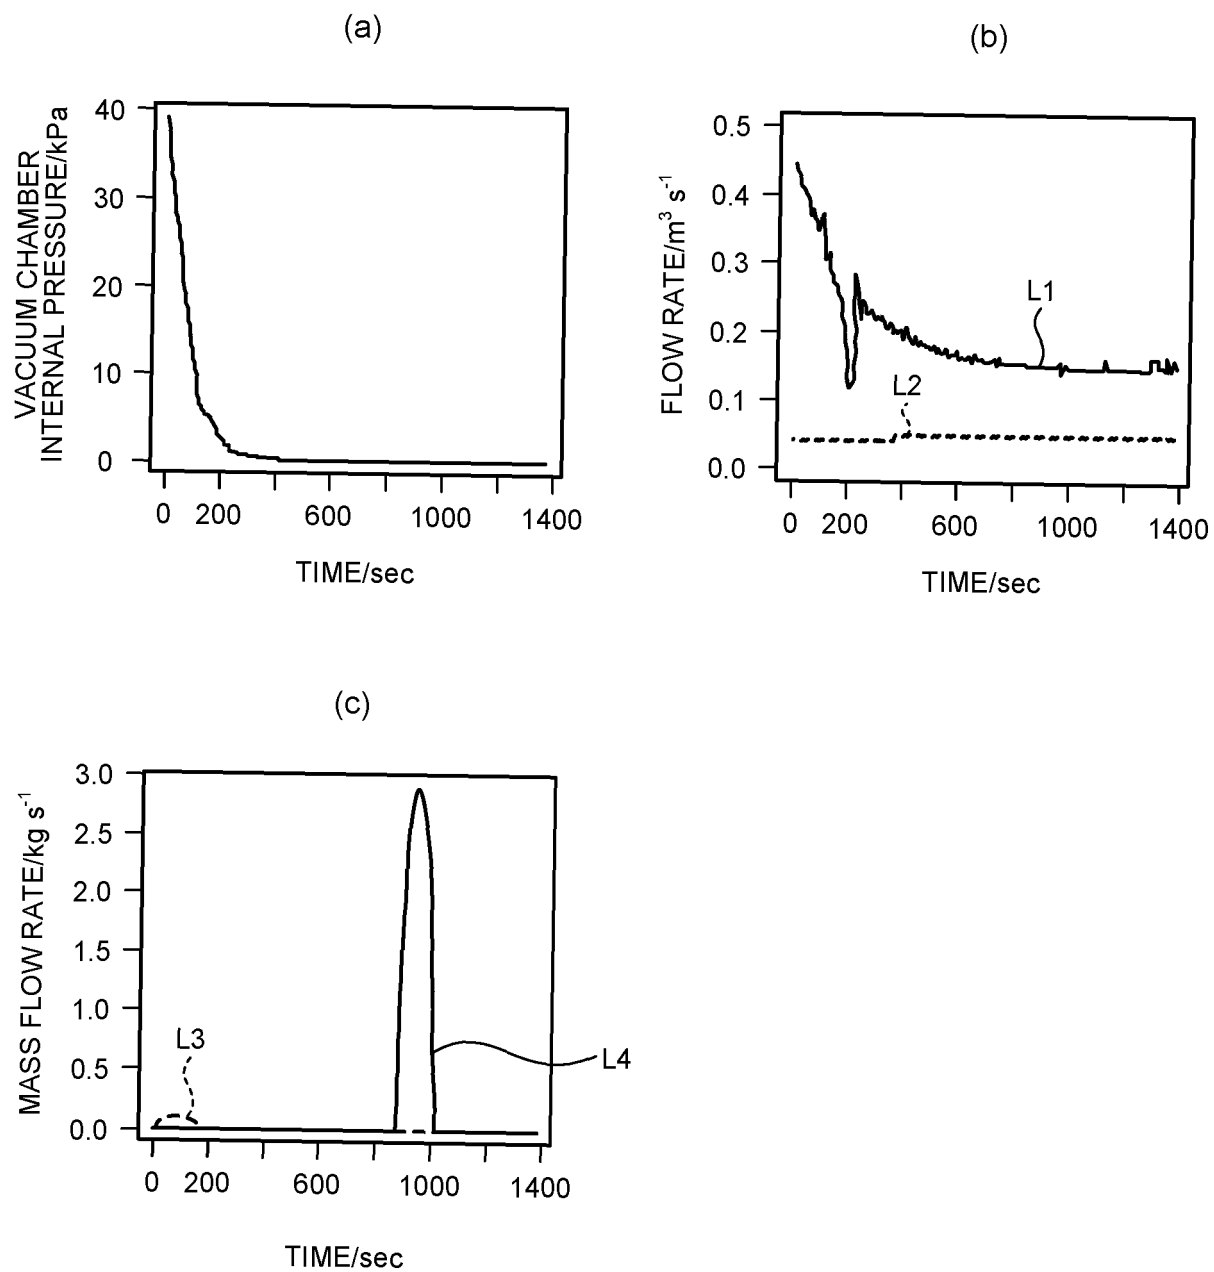 (a)
VACUUM CHAMBER
INTERNAL PRESSURE/kPa
40
30
20
10
0
0 200 600 1000 1400
TIME/sec
(b)
FLOW RATE/m³ s⁻¹
0.5
0.4
0.3
0.2
0.1
0.0
L1
L2
0 200 600 1000 1400
TIME/sec
(c)
MASS FLOW RATE/kg s⁻¹
3.0
2.5
2.0
1.5
1.0
0.5
0.0
L3
L4
0 200 600 1000 1400
TIME/sec